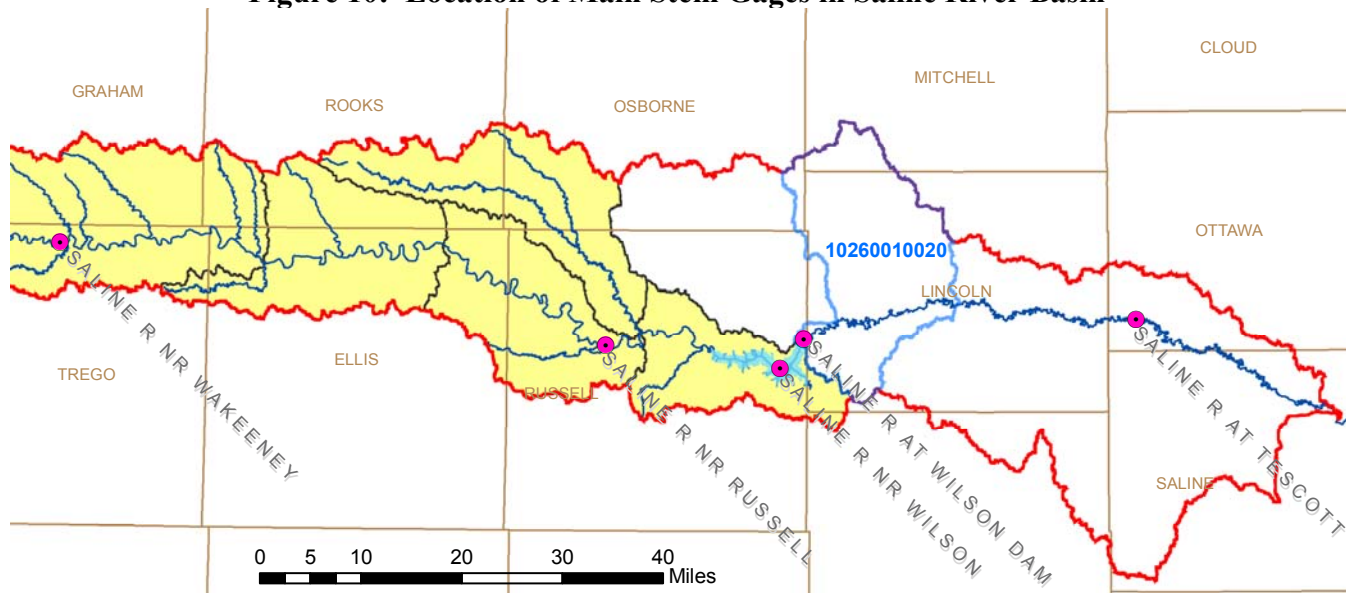 Figure 10: Location of Main Stem Gages in Saline River Basin
CLOUD
MITCHELL
GRAHAM
ROOKS
OSBORNE
OTTAWA
10260010020
LINCOLN
ELLIS
TREGO
RUSSELL
SALINE
SALINE R NR WAKEENEY
SALINE R NR RUSSELL
SALINE R AT WILSON DAM
SALINE R NR WILSON
SALINE R AT TESCOTT
0 5 10 20 30 40
Miles